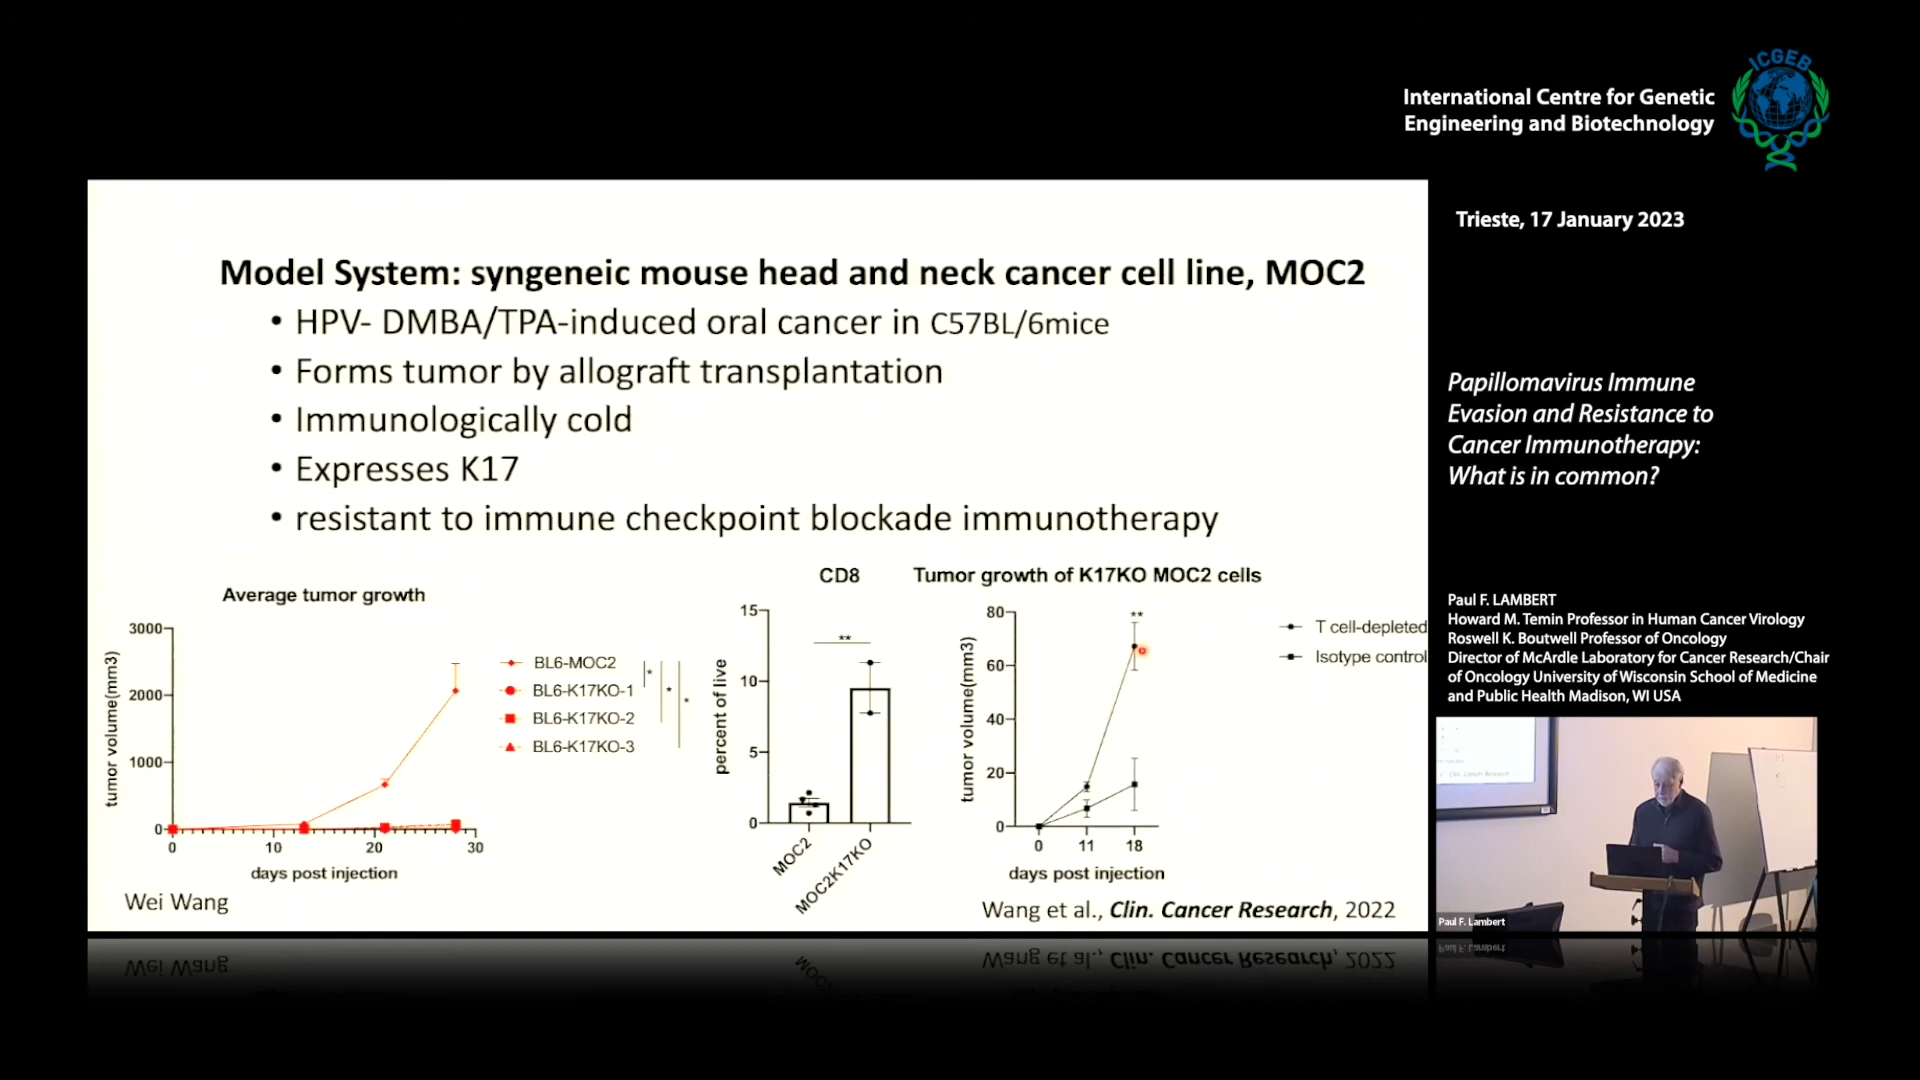 ICGEB
International Centre for Genetic
Engineering and Biotechnology
Trieste, 17 January 2023
Model System: syngeneic mouse head and neck cancer cell line, MOC2
• HPV- DMBA/TPA-induced oral cancer in C57BL/6mice
• Forms tumor by allograft transplantation
• Immunologically cold
• Expresses K17
• resistant to immune checkpoint blockade immunotherapy
Average tumor growth
tumor volume(mm3)
3000
2000
1000
0
0 10 20 30
days post injection
BL6-MOC2
BL6-K17KO-1
BL6-K17KO-2
BL6-K17KO-3
* * *
Wei Wang
CD8
percent of live
15
10
5
0
**
MOC2
MOC2K17KO
Tumor growth of K17KO MOC2 cells
tumor volume(mm3)
80
60
40
20
0
**
0 11 18
days post injection
T cell-depleted
Isotype control
Wang et al., Clin. Cancer Research, 2022
Papillomavirus Immune
Evasion and Resistance to
Cancer Immunotherapy:
What is in common?
Paul F. LAMBERT
Howard M. Temin Professor in Human Cancer Virology
Roswell K. Boutwell Professor of Oncology
Director of McArdle Laboratory for Cancer Research/Chair
of Oncology University of Wisconsin School of Medicine
and Public Health Madison, WI USA
Paul F. Lambert